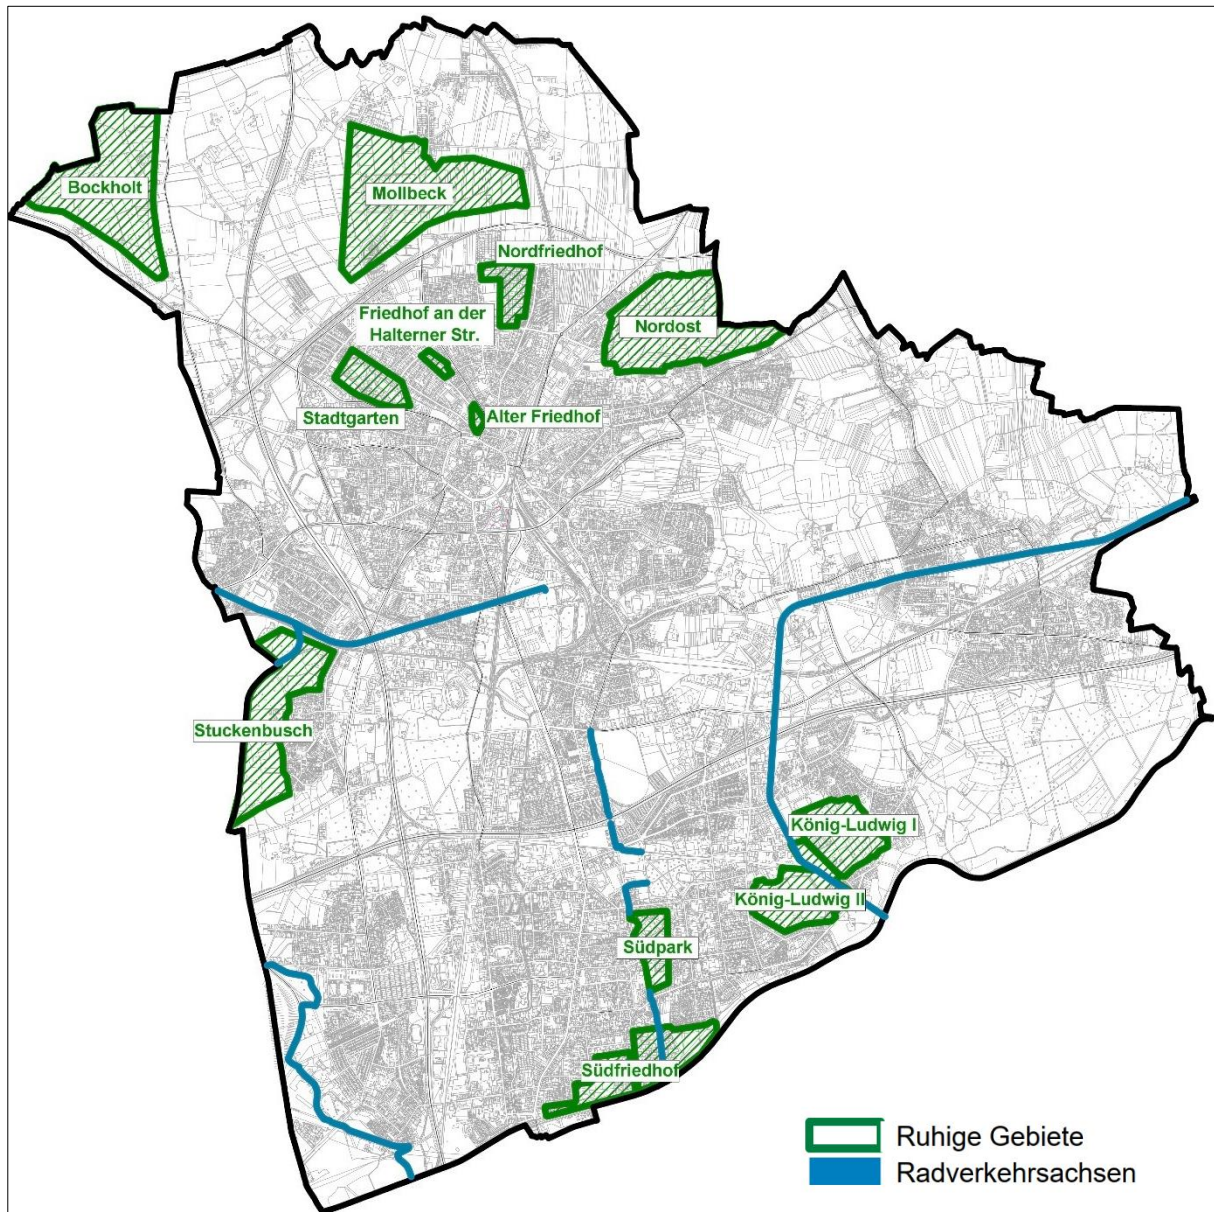 Bockholt
Mollbeck
Nordfriedhof
Friedhof an der
Halterner Str.
Nordost
Stadtgarten
Alter Friedhof
Stuckenbusch
König-Ludwig I
König-Ludwig II
Südpark
Südfriedhof
Ruhige Gebiete
Radverkehrsachsen